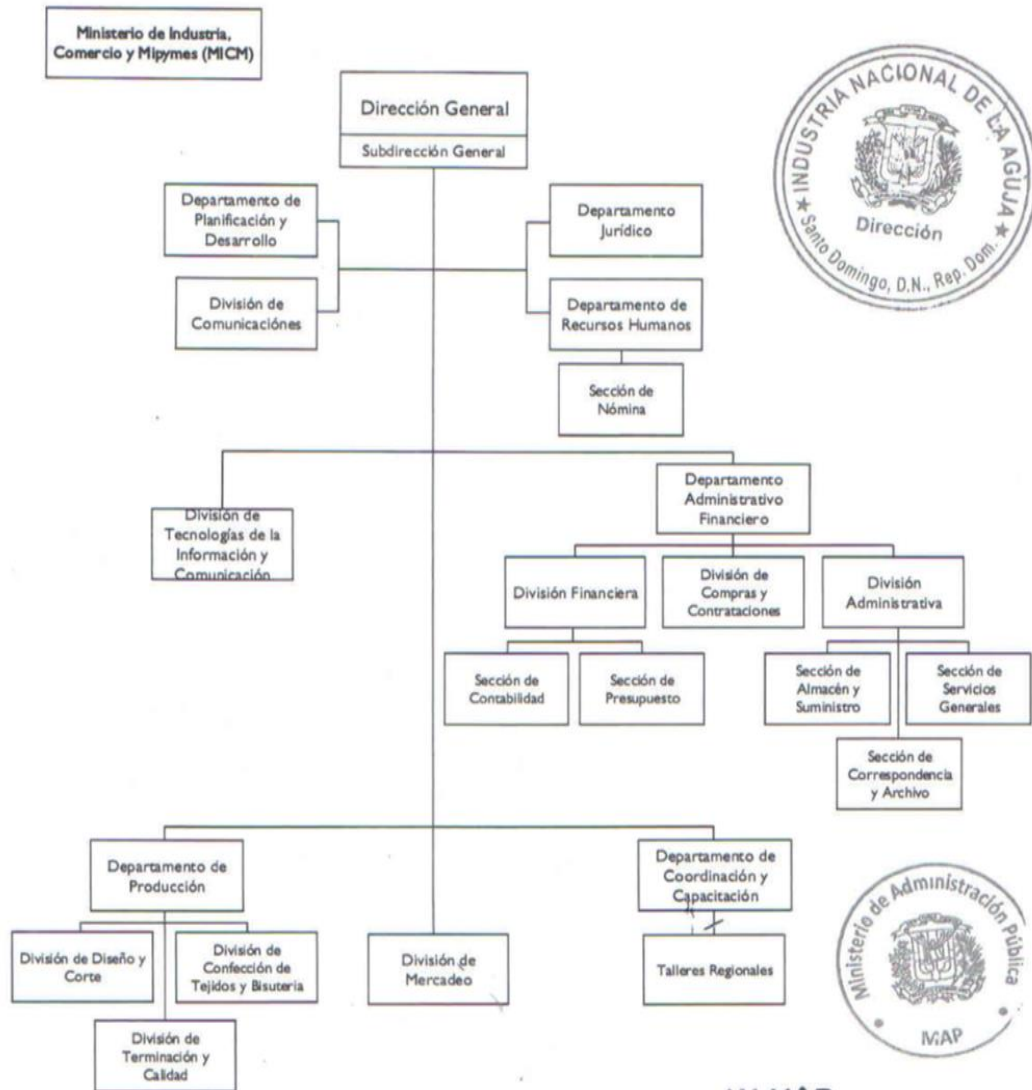 Ministerio de Industria,
Comercio y Mipymes (MICM)
Dirección General
Subdirección General
INDUSTRIA NACIONAL DE LA AGUJA
Dirección
Santo Domingo, D.N., Rep. Dom.
Departamento de
Planificación y
Desarrollo
Departamento
Jurídico
División de
Comunicaciónes
Departamento de
Recursos Humanos
Sección de
Nómina
División de
Tecnologías de la
Información y
Comunicación
Departamento
Administrativo
Financiero
División Financiera
División de
Compras y
Contrataciones
División
Administrativa
Sección de
Contabilidad
Sección de
Presupuesto
Sección de
Almacén y
Suministro
Sección de
Servicios
Generales
Sección de
Correspondencia
y Archivo
Departamento de
Producción
Departamento de
Coordinación y
Capacitación
División de Diseño y
Corte
División de
Confección de
Tejidos y Bisuteria
División de
Mercadeo
Talleres Regionales
División de
Terminación y
Calidad
Ministerio de Administración Pública
MAP